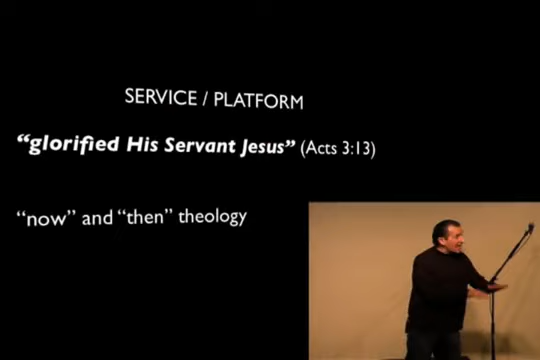 SERVICE / PLATFORM
“glorified His Servant Jesus” (Acts 3:13)
“now” and “then” theology